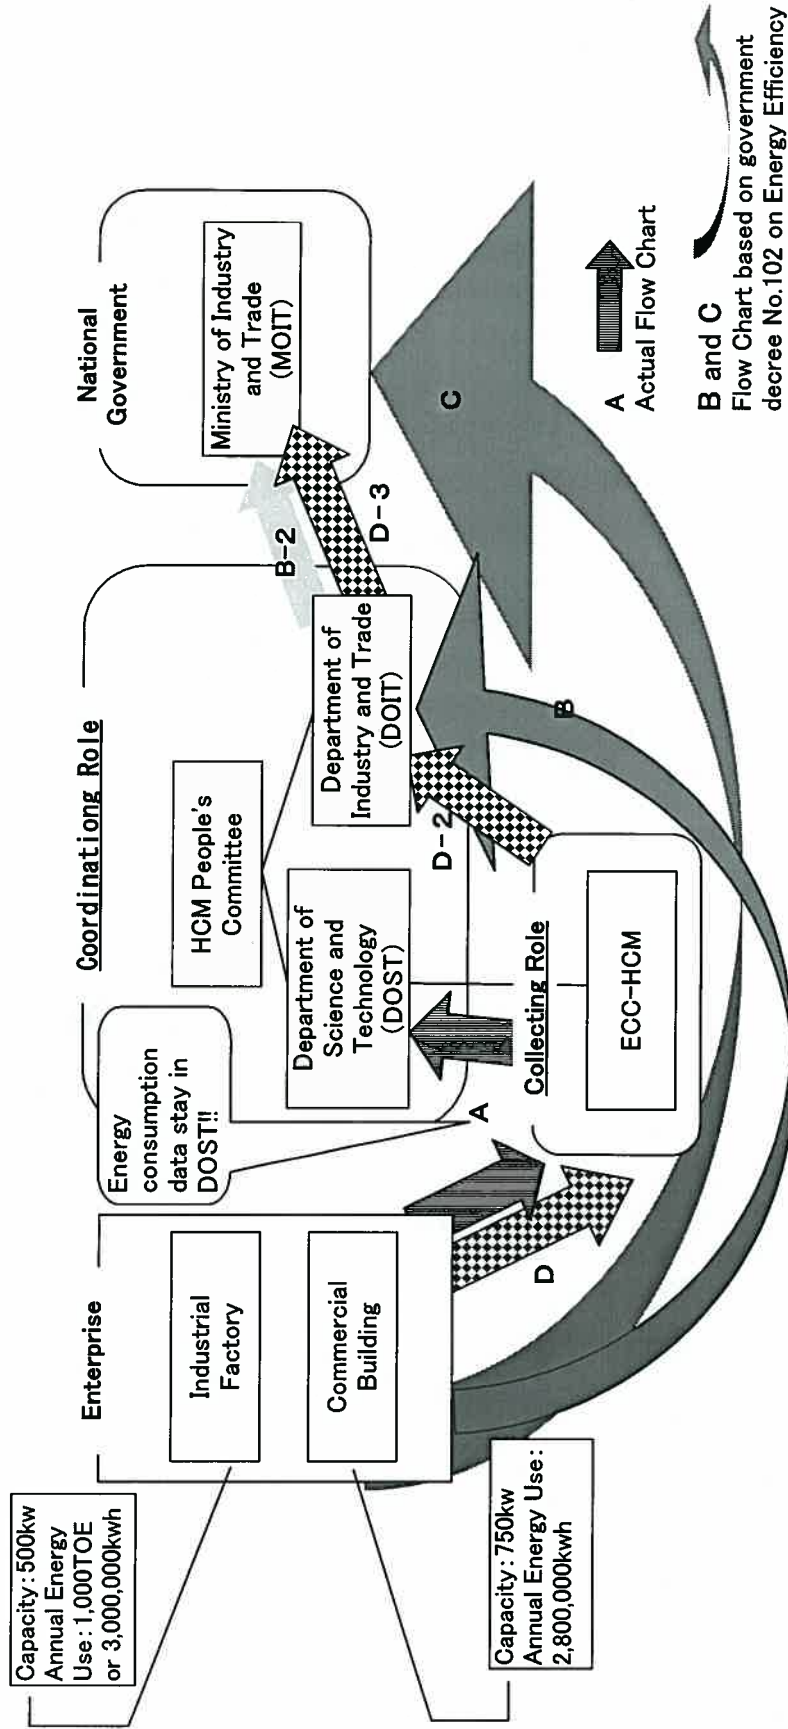 Capacity: 500kw
Annual Energy
Use: 1,000TOE
or 3,000,000kwh
Capacity: 750kw
Annual Energy Use:
2,800,000kwh
Enterprise
Industrial
Factory
Commercial
Building
Energy
consumption
data stay in
DOST!!
Coordinationg Role
HCM People's
Committee
Department of
Science and
Technology
(DOST)
Department of
Industry and Trade
(DOIT)
A
Collecting Role
ECC-HCM
D
D-2
B
B-2
D-3
National
Government
Ministry of Industry
and Trade
(MOIT)
C
A
Actual Flow Chart
B and C
Flow Chart based on government
decree No.102 on Energy Efficiency